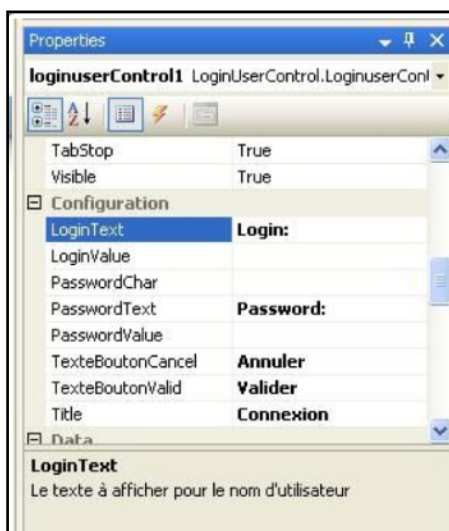 Properties
loginuserControl1 LoginUserControl.LoginuserCont
TabStop True
Visible True
Configuration
LoginText Login:
LoginValue
PasswordChar
PasswordText Password:
PasswordValue
TexteBoutonCancel Annuler
TexteBoutonValid Valider
Title Connexion
Data
LoginText
Le texte à afficher pour le nom d'utilisateur